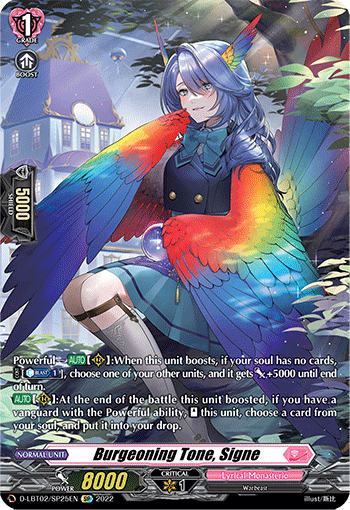 1
GRADE
BOOST
5000
SHIELD
Powerful- AUTO [R]:When this unit boosts, if your soul has no cards,
[COUNTER BLAST 1], choose one of your other units, and it gets +5000 until end
of turn.
AUTO [R]:At the end of the battle this unit boosted, if you have a
vanguard with the Powerful ability, this unit, choose a card from
your soul, and put it into your drop.
NORMAL UNIT
Burgeoning Tone, Signe
POWER 8000
CRITICAL
1
Lyrical Monasterio
Warbeast
D-LBT02/SP25EN SP 2022
illust/新比